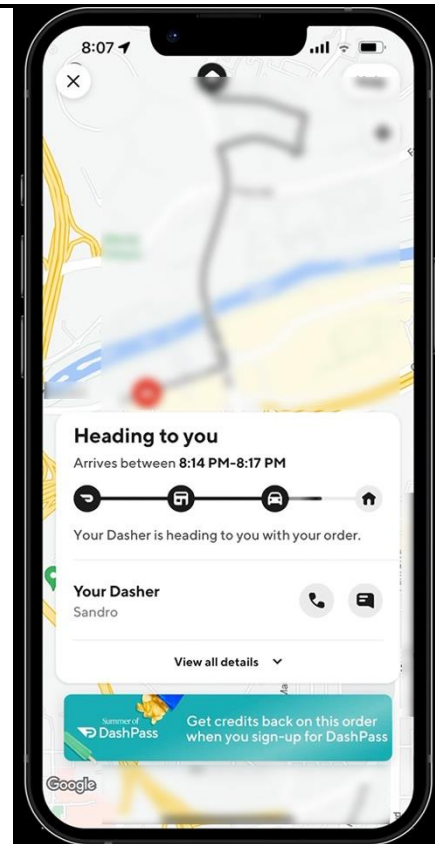 8:07
Heading to you
Arrives between 8:14 PM-8:17 PM
Your Dasher is heading to you with your order.
Your Dasher
Sandro
View all details
Summer of
DashPass
Get credits back on this order
when you sign-up for DashPass
Google